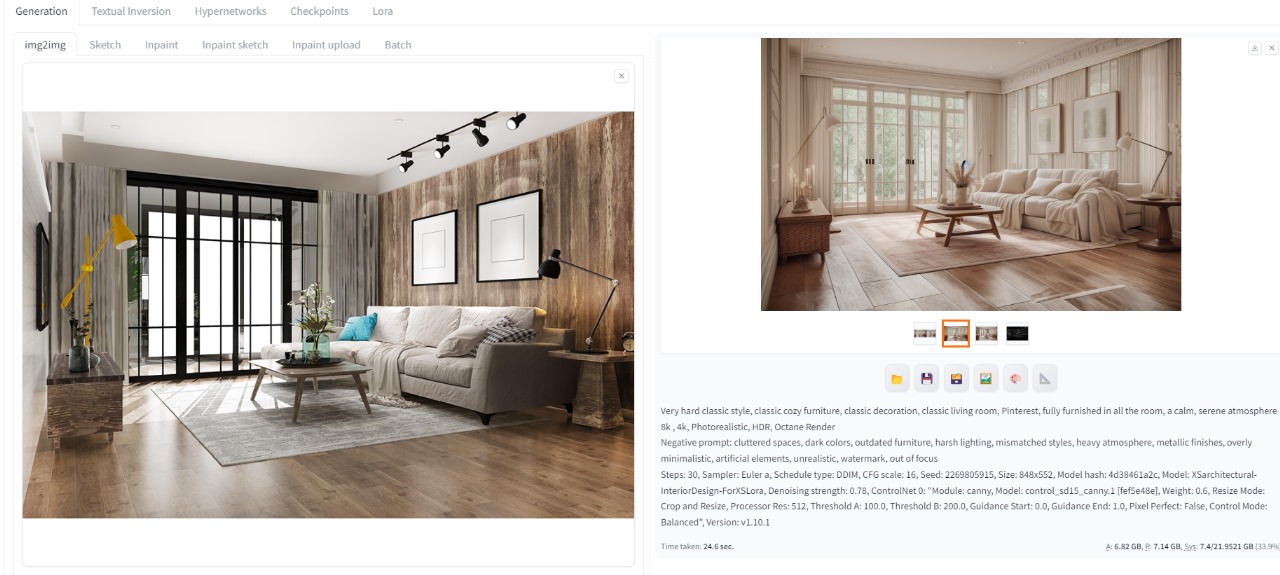 Generation Textual Inversion Hypernetworks Checkpoints Lora
img2img Sketch Inpaint Inpaint sketch Inpaint upload Batch
Very hard classic style, classic cozy furniture, classic decoration, classic living room, Pinterest, fully furnished in all the room, a calm, serene atmosphere
8k , 4k, Photorealistic, HDR, Octane Render
Negative prompt: cluttered spaces, dark colors, outdated furniture, harsh lighting, mismatched styles, heavy atmosphere, metallic finishes, overly
minimalistic, artificial elements, unrealistic, watermark, out of focus
Steps: 30, Sampler: Euler a, Schedule type: DDIM, CFG scale: 16, Seed: 2269805915, Size: 848x552, Model hash: 4d38461a2c, Model: XSarchitectural-
InteriorDesign-ForXSLora, Denoising strength: 0.78, ControlNet 0: "Module: canny, Model: control_sd15_canny.1 [fef5e48e], Weight: 0.6, Resize Mode:
Crop and Resize, Processor Res: 512, Threshold A: 100.0, Threshold B: 200.0, Guidance Start: 0.0, Guidance End: 1.0, Pixel Perfect: False, Control Mode:
Balanced", Version: v1.10.1
Time taken: 24.6 sec.
A: 6.82 GB, R: 7.14 GB, Sys: 7.4/21.9521 GB (33.9%)